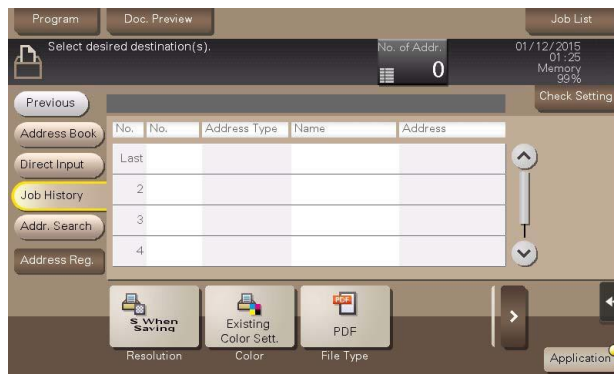 Program
Doc. Preview
Job List
Select desired destination(s).
No. of Addr.
0
01/12/2015
01:25
Memory
99%
Check Setting
Previous
Address Book
Direct Input
Job History
Addr. Search
Address Reg.
No. No. Address Type Name Address
Last
2
3
4
S When
Saving
Resolution
Existing
Color Sett.
Color
PDF
PDF
File Type
Application